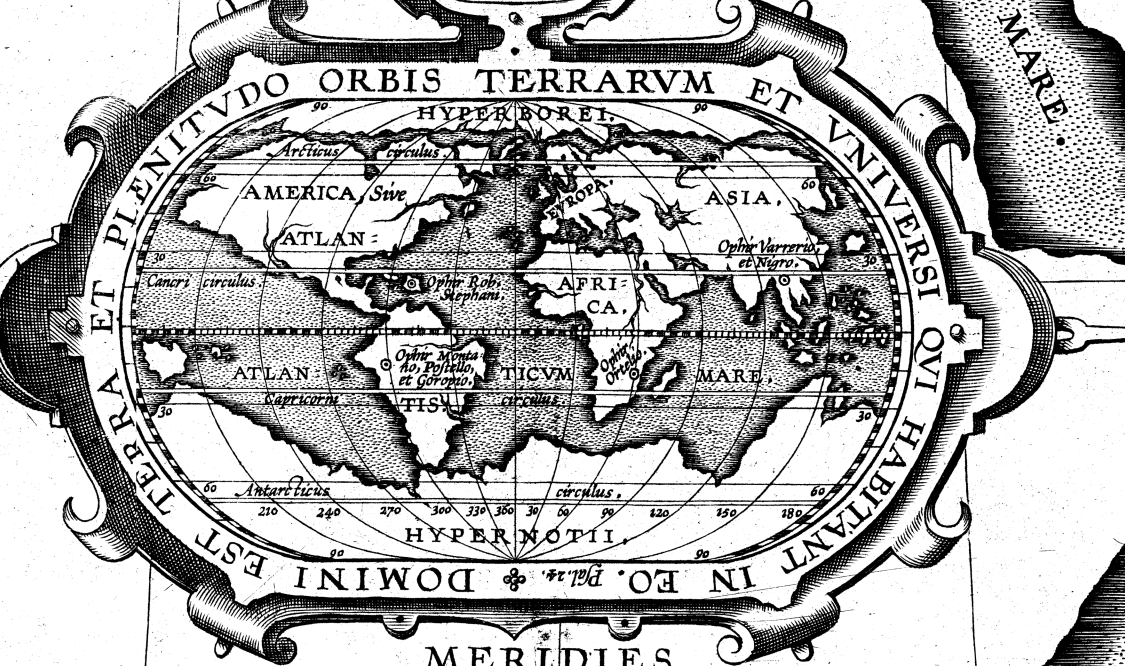 DOMINI EST TERRA ET PLENITVDO ORBIS TERRARVM ET VNIVERSI QVI HABITANT IN EO. Psal. 24.
MARE.
90 90
HYPERBOREI.
Arcticus circulus.
60 60
AMERICA, Sive
EVROPA.
ASIA.
ATLAN=
Ophir Varrerio,
et Nigro.
30 30
Cancri circulus.
Ophir Rob.
Stephani.
AFRI=
CA.
Ophir Monta
no, Postello,
et Goropio.
Ophir
Ortelio.
ATLAN= TICVM MARE.
Capricorni circulus
TIS.
30 30
60 60
Antarcticus circulus.
210 240 270 300 330 360 30 60 90 120 150 180
HYPERNOTII.
90 90
MERIDIES